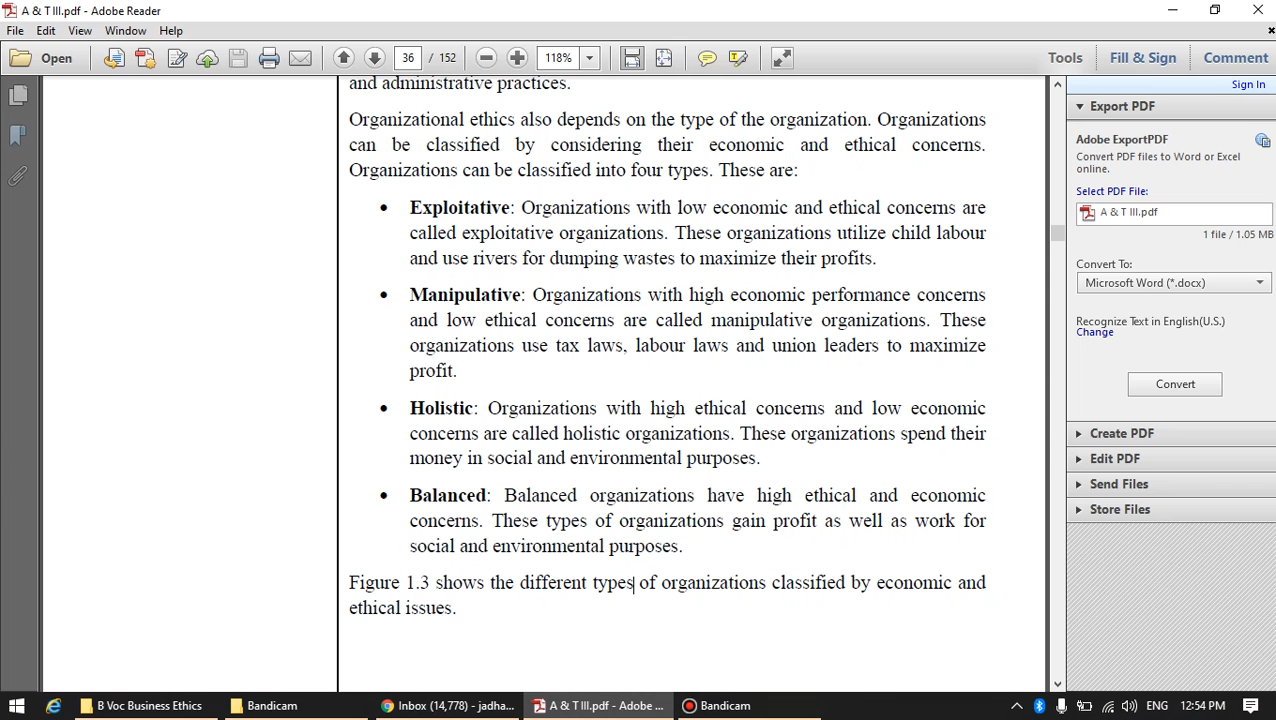 A & T III.pdf - Adobe Reader
File Edit View Window Help
Open 36 / 152 118% Tools Fill & Sign Comment
Sign In
and administrative practices.
Organizational ethics also depends on the type of the organization. Organizations
can be classified by considering their economic and ethical concerns.
Organizations can be classified into four types. These are:
• Exploitative: Organizations with low economic and ethical concerns are
called exploitative organizations. These organizations utilize child labour
and use rivers for dumping wastes to maximize their profits.
• Manipulative: Organizations with high economic performance concerns
and low ethical concerns are called manipulative organizations. These
organizations use tax laws, labour laws and union leaders to maximize
profit.
• Holistic: Organizations with high ethical concerns and low economic
concerns are called holistic organizations. These organizations spend their
money in social and environmental purposes.
• Balanced: Balanced organizations have high ethical and economic
concerns. These types of organizations gain profit as well as work for
social and environmental purposes.
Figure 1.3 shows the different types of organizations classified by economic and
ethical issues.
Export PDF
Adobe ExportPDF
Convert PDF files to Word or Excel
online.
Select PDF File:
A & T III.pdf
1 file / 1.05 MB
Convert To:
Microsoft Word (*.docx)
Recognize Text in English(U.S.)
Change
Convert
Create PDF
Edit PDF
Send Files
Store Files
B Voc Business Ethics Bandicam Inbox (14,778) - jadha... A & T III.pdf - Adobe ... Bandicam ENG 12:54 PM